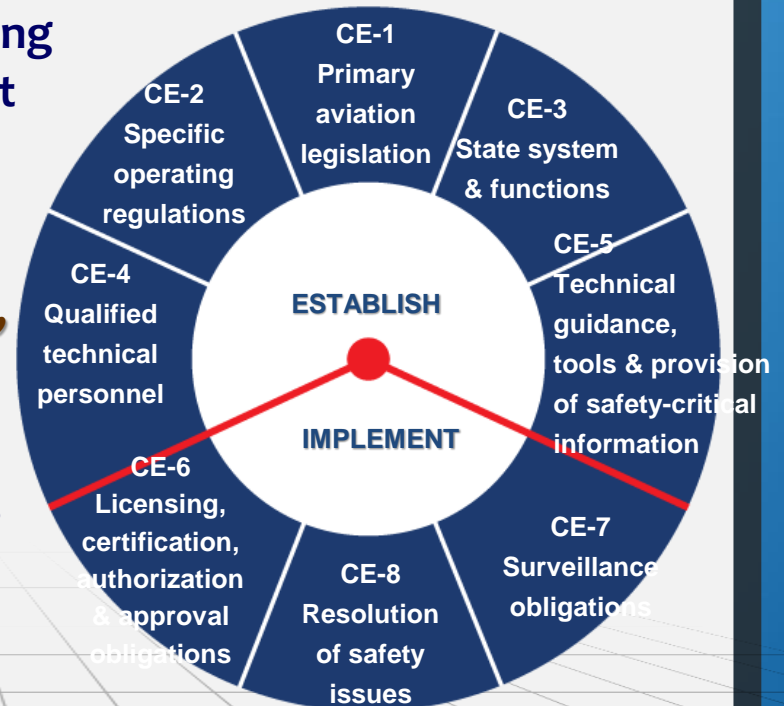 ng
t
CE-1
Primary
aviation
legislation
CE-2
Specific
operating
regulations
CE-3
State system
& functions
CE-4
Qualified
technical
personnel
CE-5
Technical
guidance,
tools & provision
of safety-critical
information
ESTABLISH
IMPLEMENT
CE-6
Licensing,
certification,
authorization
& approval
obligations
CE-8
Resolution
of safety
issues
CE-7
Surveillance
obligations